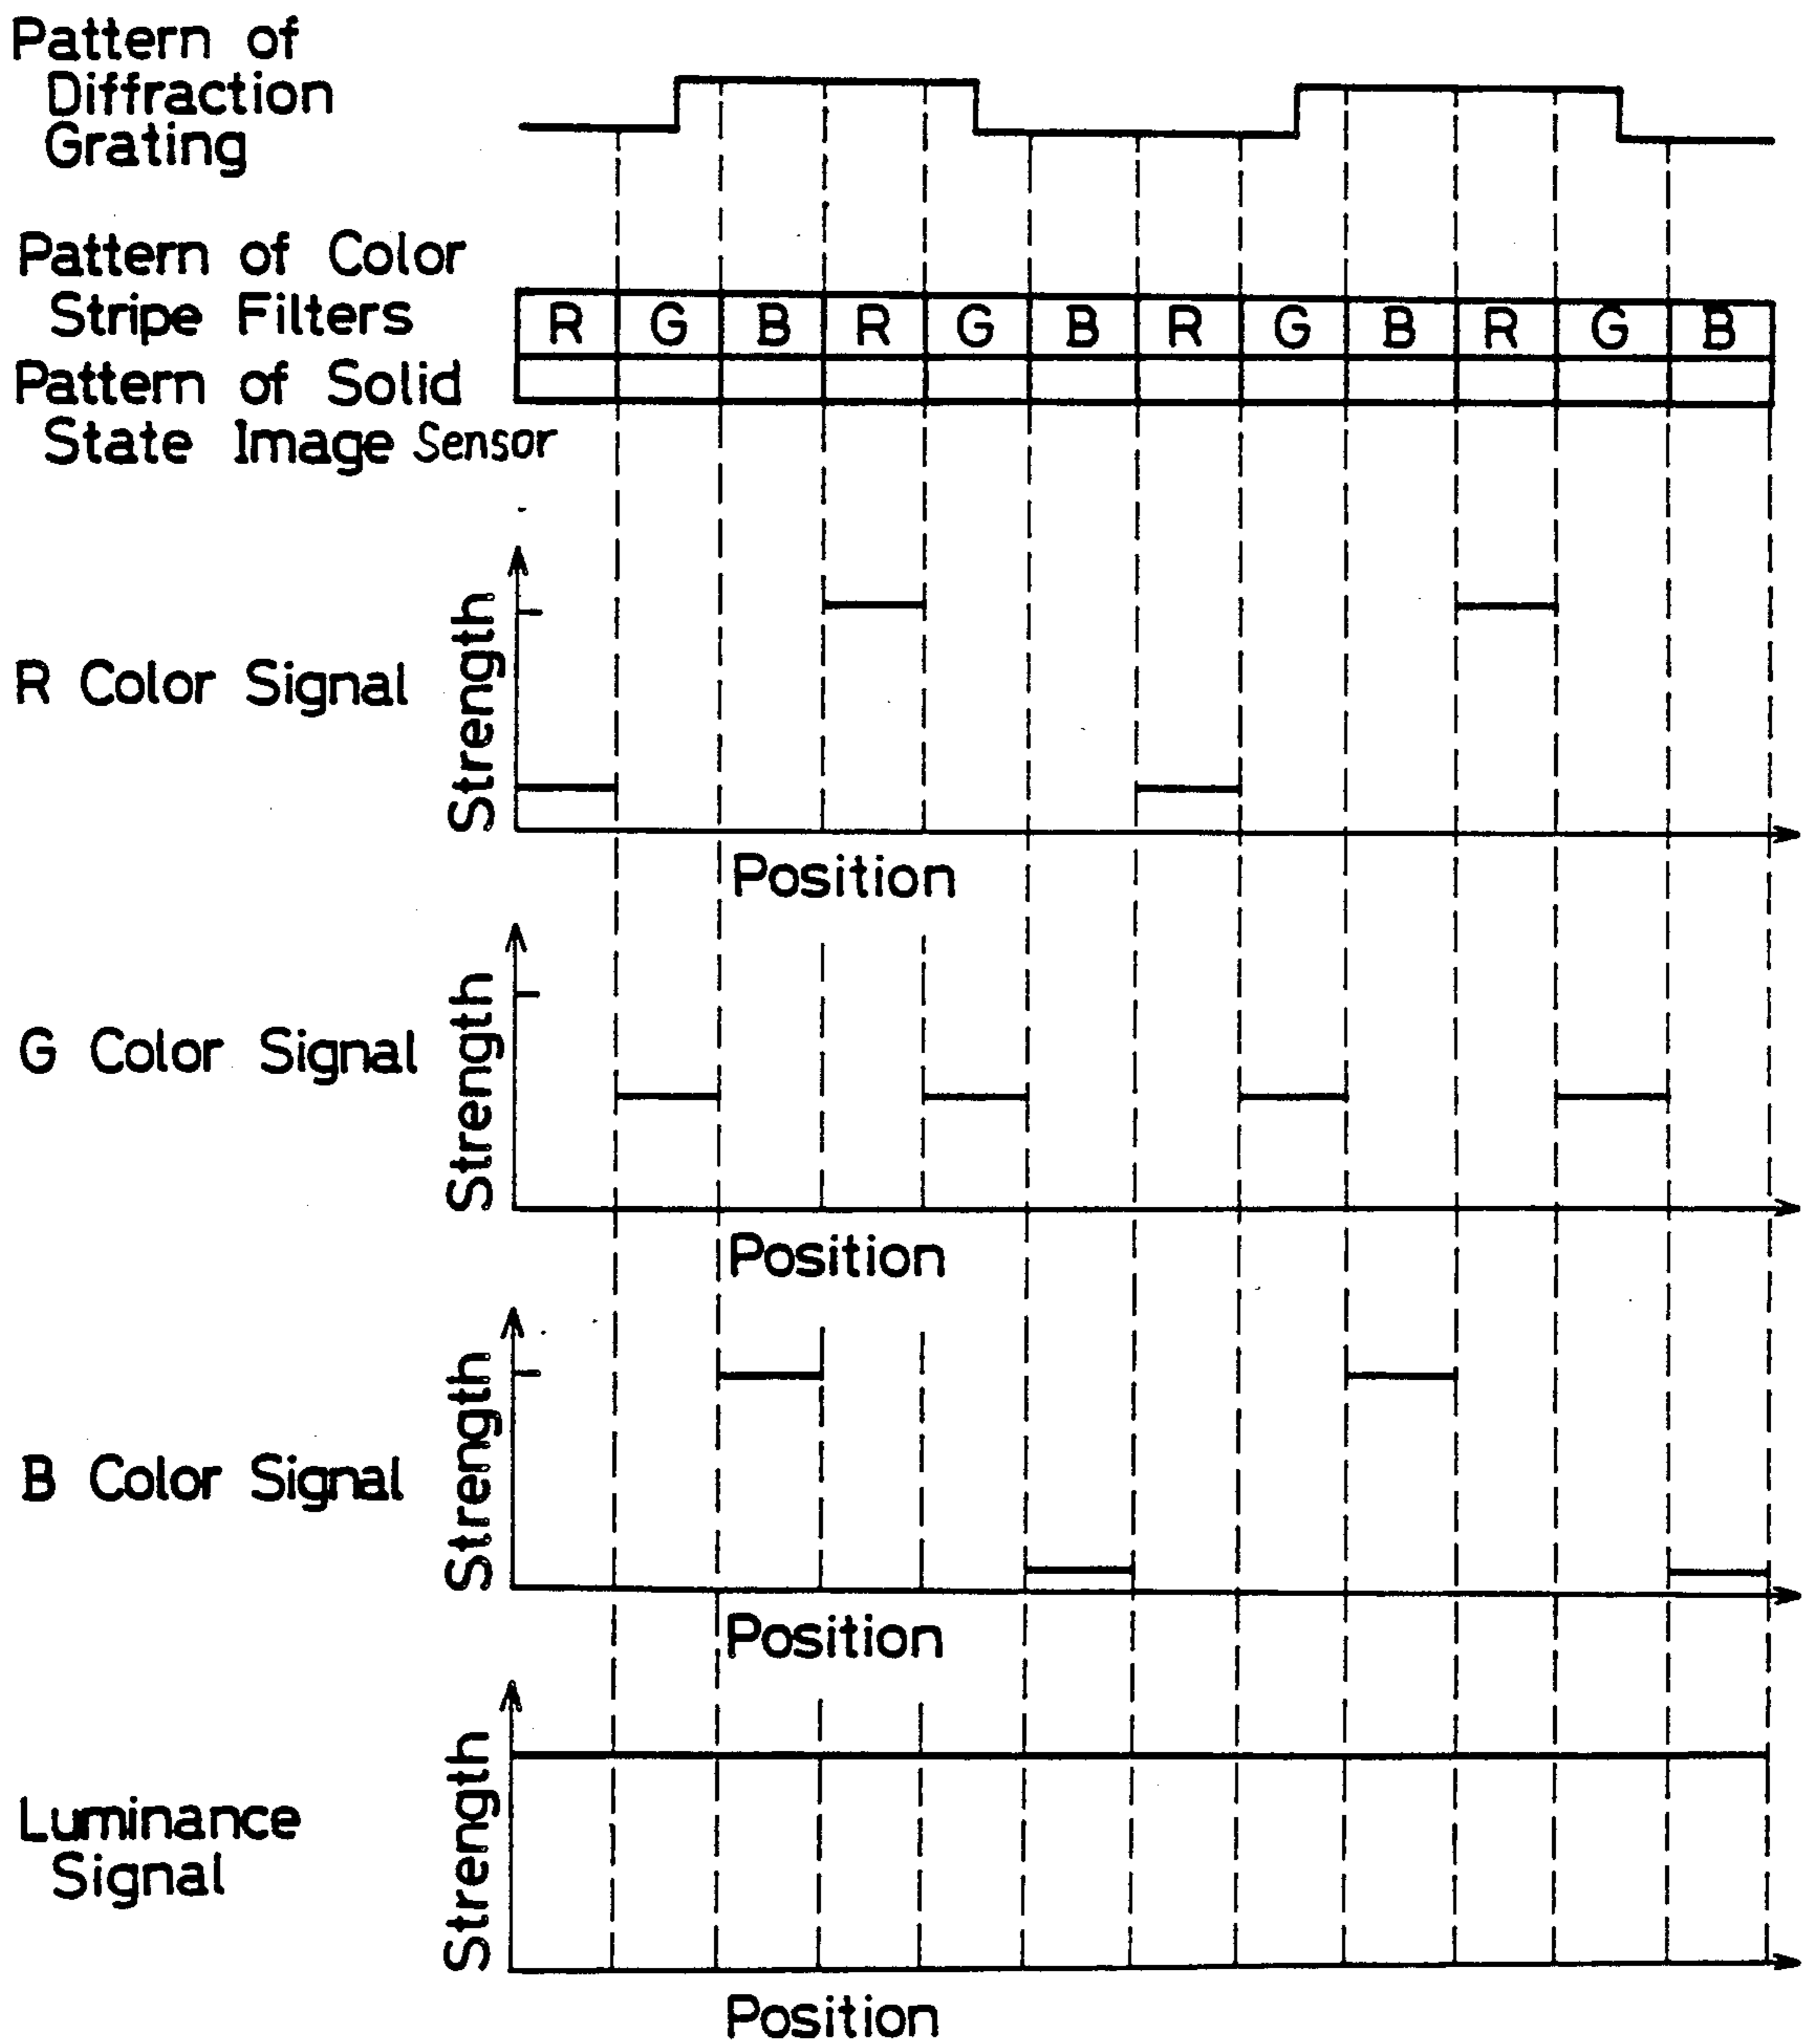 Pattern of
Diffraction
Grating
Pattern of Color
Stripe Filters
R G B R G B R G B R G B
Pattern of Solid
State Image Sensor
R Color Signal
Strength
Position
G Color Signal
Strength
Position
B Color Signal
Strength
Position
Luminance
Signal
Strength
Position